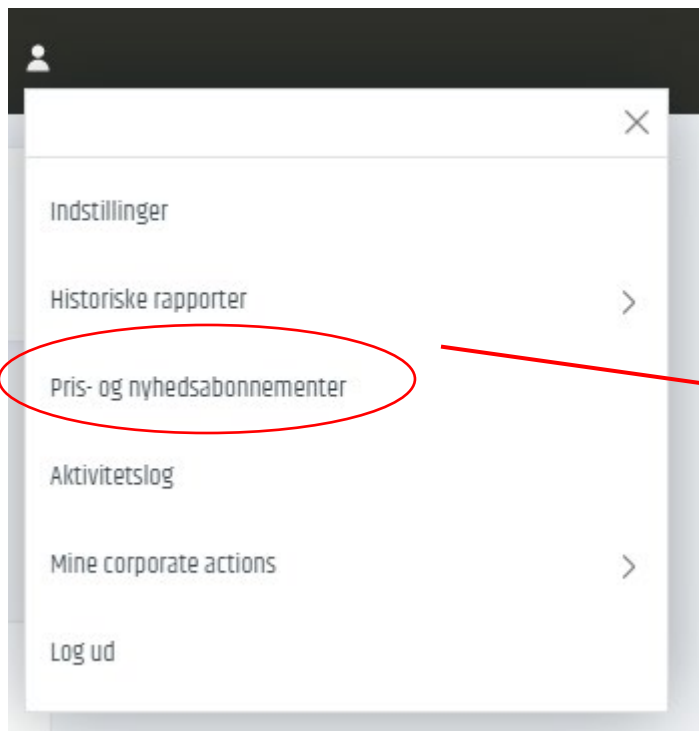 Indstillinger
Historiske rapporter
Pris- og nyhedsabonnementer
Aktivitetslog
Mine corporate actions
Log ud